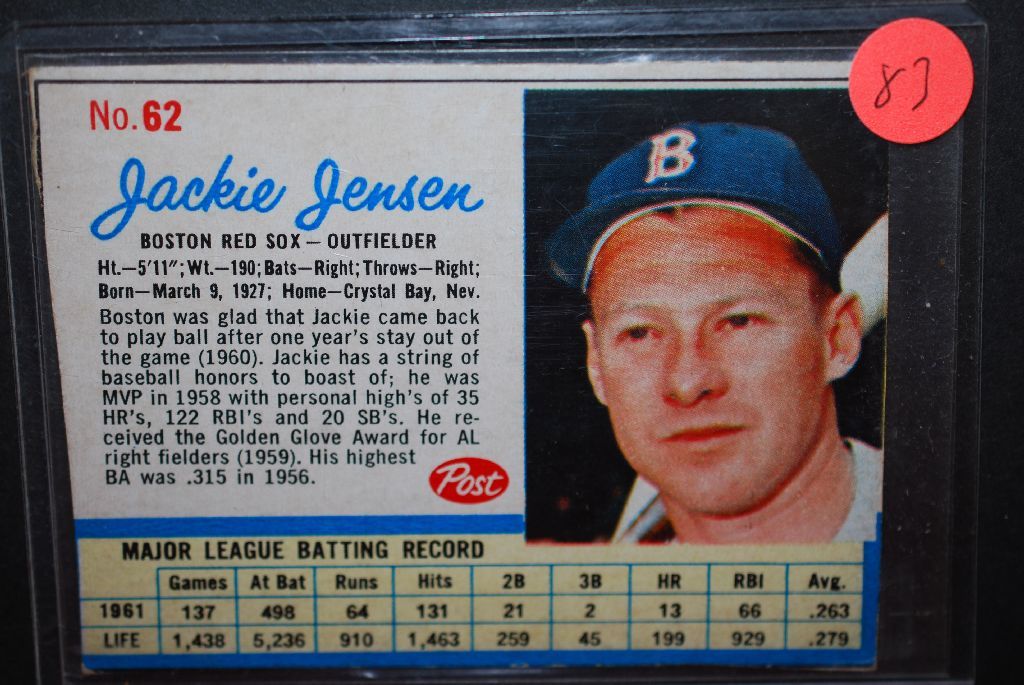 83
No. 62
B
Jackie Jensen
BOSTON RED SOX — OUTFIELDER
Ht.—5'11"; Wt.—190; Bats—Right; Throws—Right;
Born—March 9, 1927; Home—Crystal Bay, Nev.
Boston was glad that Jackie came back
to play ball after one year's stay out of
the game (1960). Jackie has a string of
baseball honors to boast of; he was
MVP in 1958 with personal high's of 35
HR's, 122 RBI's and 20 SB's. He re-
ceived the Golden Glove Award for AL
right fielders (1959). His highest
BA was .315 in 1956.
Post
MAJOR LEAGUE BATTING RECORD
Games At Bat Runs Hits 2B 3B HR RBI Avg.
1961 137 498 64 131 21 2 13 66 .263
LIFE 1,438 5,236 910 1,463 259 45 199 929 .279